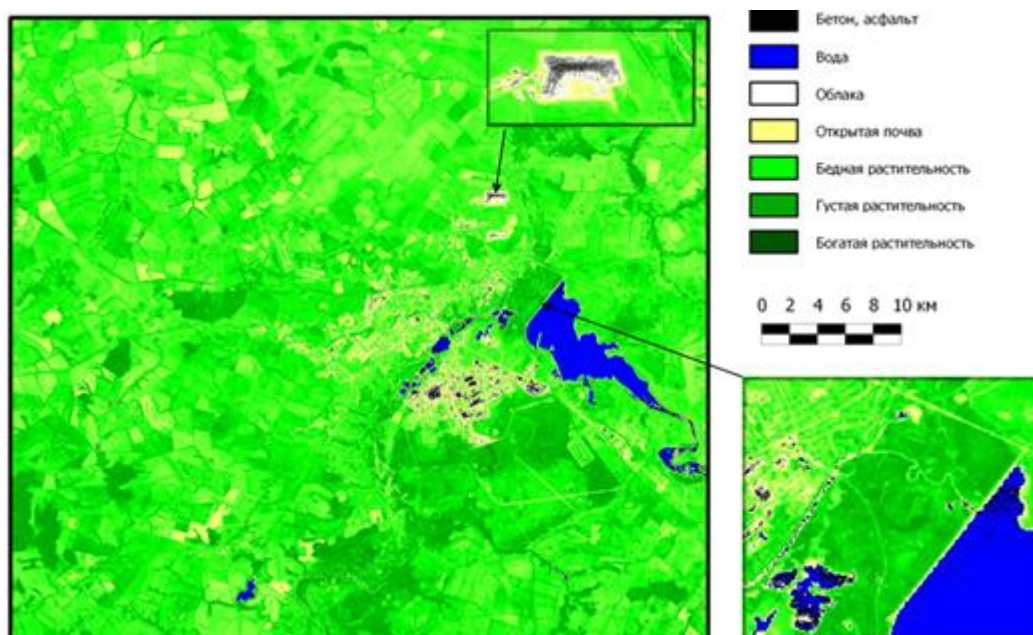 Бетон, асфальт
Вода
Облака
Открытая почва
Бедная растительность
Густая растительность
Богатая растительность
0 2 4 6 8 10 км